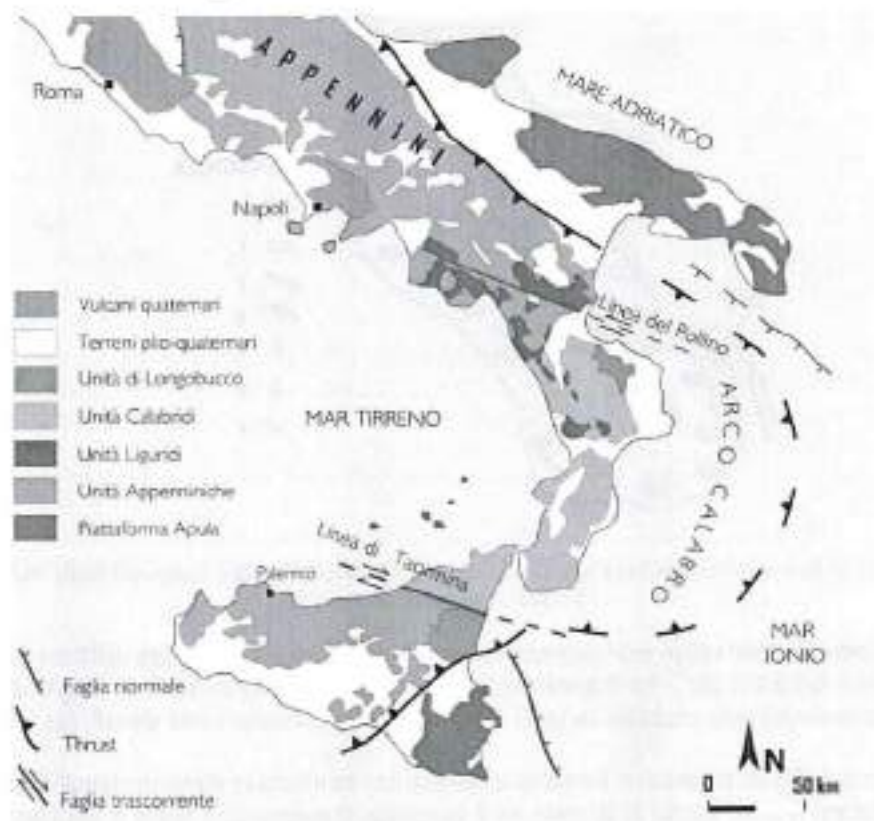 APPENNINI
Roma
MARE ADRIATICO
Napoli
Linea del Pollino
Vulcani quaternari
Terreni plio-quaternari
Unità di Longobucco
Unità Calabridi
Unità Liguridi
Unità Appenniniche
Piattaforma Apula
MAR TIRRENO
ARCO CALABRO
Linea di Taormina
Palermo
MAR
IONIO
Faglia normale
Thrust
Faglia trascorrente
N
0 50 km